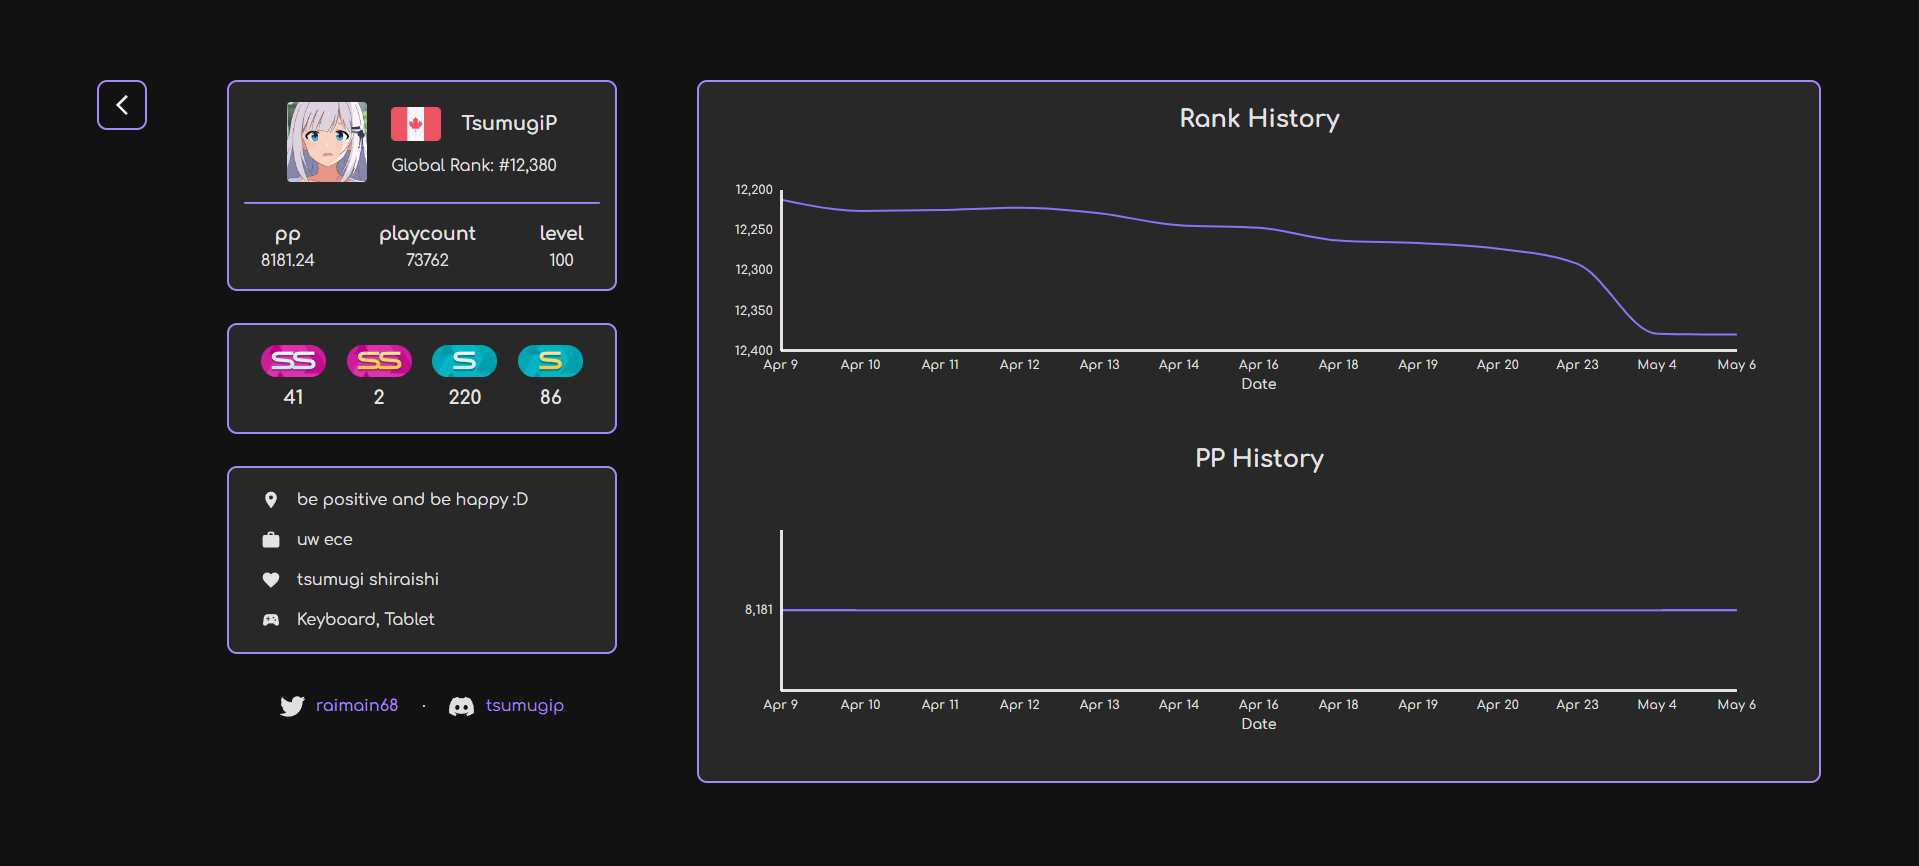 TsumugiP
Global Rank: #12,380
pp playcount level
8181.24 73762 100
SS SS S S
41 2 220 86
be positive and be happy :D
uw ece
tsumugi shiraishi
Keyboard, Tablet
raimain68 · tsumugip
Rank History
12,200
12,250
12,300
12,350
12,400
Apr 9 Apr 10 Apr 11 Apr 12 Apr 13 Apr 14 Apr 16 Apr 18 Apr 19 Apr 20 Apr 23 May 4 May 6
Date
PP History
8,181
Apr 9 Apr 10 Apr 11 Apr 12 Apr 13 Apr 14 Apr 16 Apr 18 Apr 19 Apr 20 Apr 23 May 4 May 6
Date